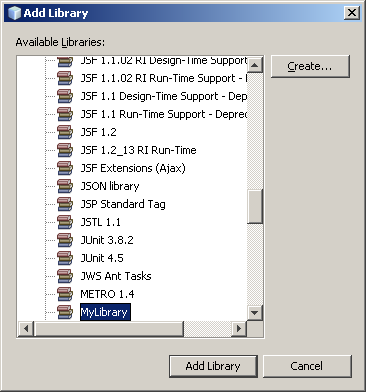 Add Library
Available Libraries:
JSF 1.1.02 RI Design-Time Support
JSF 1.1.02 RI Run-Time Support -
JSF 1.1 Design-Time Support - Depr
JSF 1.1 Run-Time Support - Deprec
JSF 1.2
JSF 1.2_13 RI Run-Time
JSF Extensions (Ajax)
JSON library
JSP Standard Tag
JSTL 1.1
JUnit 3.8.2
JUnit 4.5
JWS Ant Tasks
METRO 1.4
MyLibrary
Create...
Add Library
Cancel